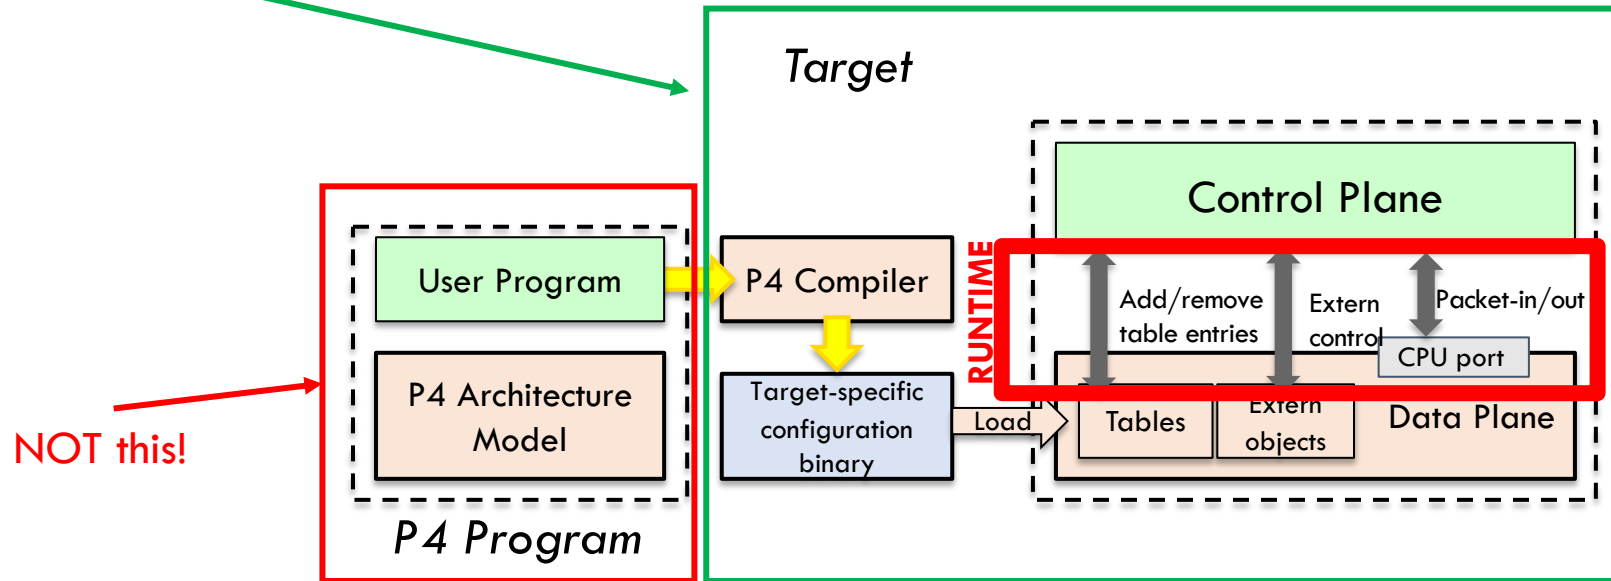 Target
Control Plane
User Program
P4 Compiler
RUNTIME
Add/remove
table entries
Extern
control
Packet-in/out
CPU port
P4 Architecture
Model
Target-specific
configuration
binary
Load
Tables
Extern
objects
Data Plane
NOT this!
P4 Program